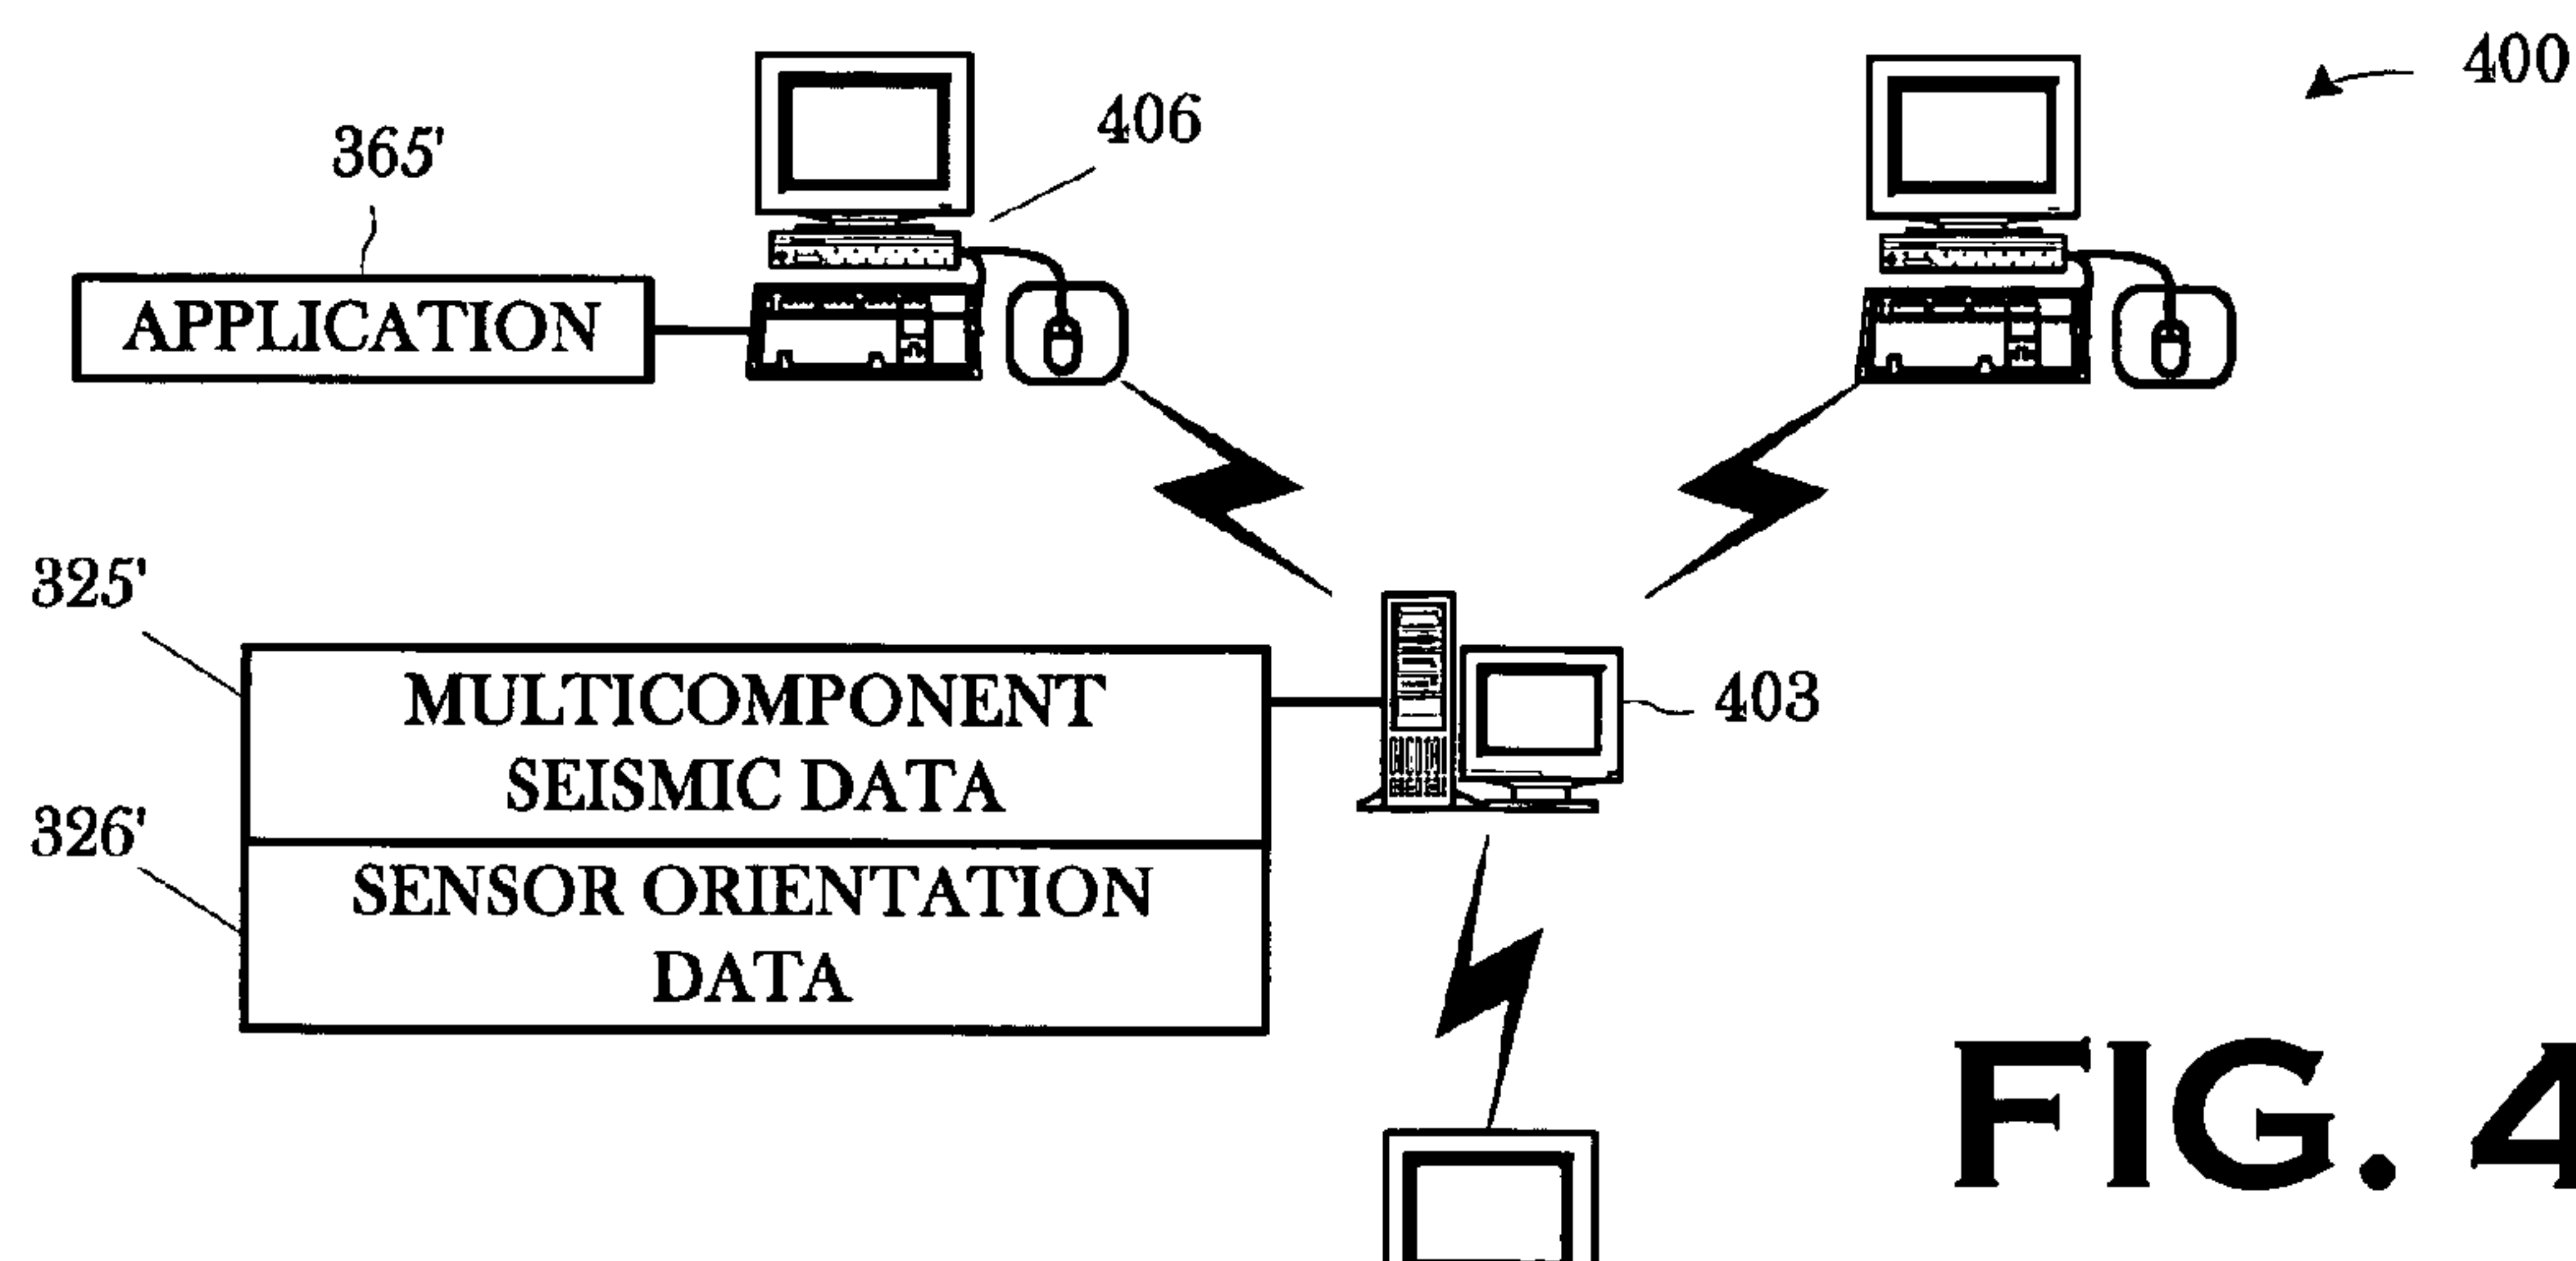 400
406
365'
APPLICATION
325'
MULTICOMPONENT
SEISMIC DATA
403
326'
SENSOR ORIENTATION
DATA
FIG. 4